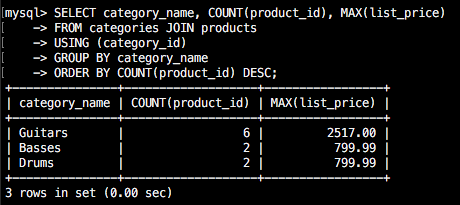 mysql> SELECT category_name, COUNT(product_id), MAX(list_price)
    -> FROM categories JOIN products
    -> USING (category_id)
    -> GROUP BY category_name
    -> ORDER BY COUNT(product_id) DESC;
+---------------+-------------------+-----------------+
| category_name | COUNT(product_id) | MAX(list_price) |
+---------------+-------------------+-----------------+
| Guitars       |                 6 |         2517.00 |
| Basses        |                 2 |          799.99 |
| Drums         |                 2 |          799.99 |
+---------------+-------------------+-----------------+
3 rows in set (0.00 sec)